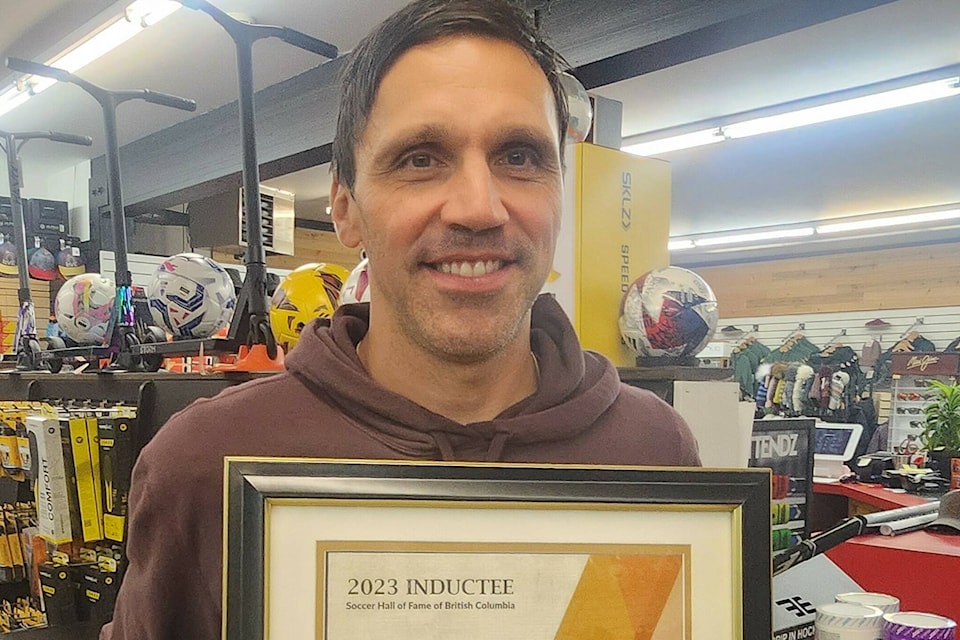 SKLZ
SPEED
COMFORT
TENDZ
2023 INDUCTEE
Soccer Hall of Fame of British Columbia